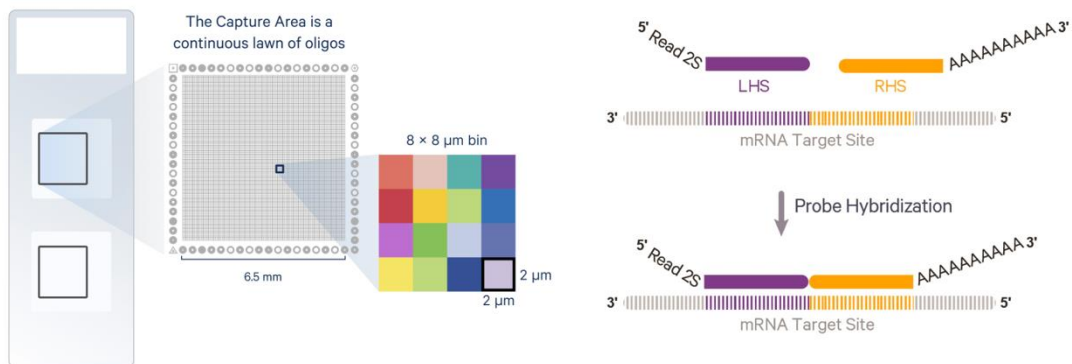 The Capture Area is a
continuous lawn of oligos
8 × 8 µm bin
6.5 mm
2 µm
2 µm
5' Read 2S
LHS
RHS
AAAAAAAAAA 3'
3'
5'
mRNA Target Site
Probe Hybridization
5' Read 2S
AAAAAAAAAA 3'
3'
5'
mRNA Target Site